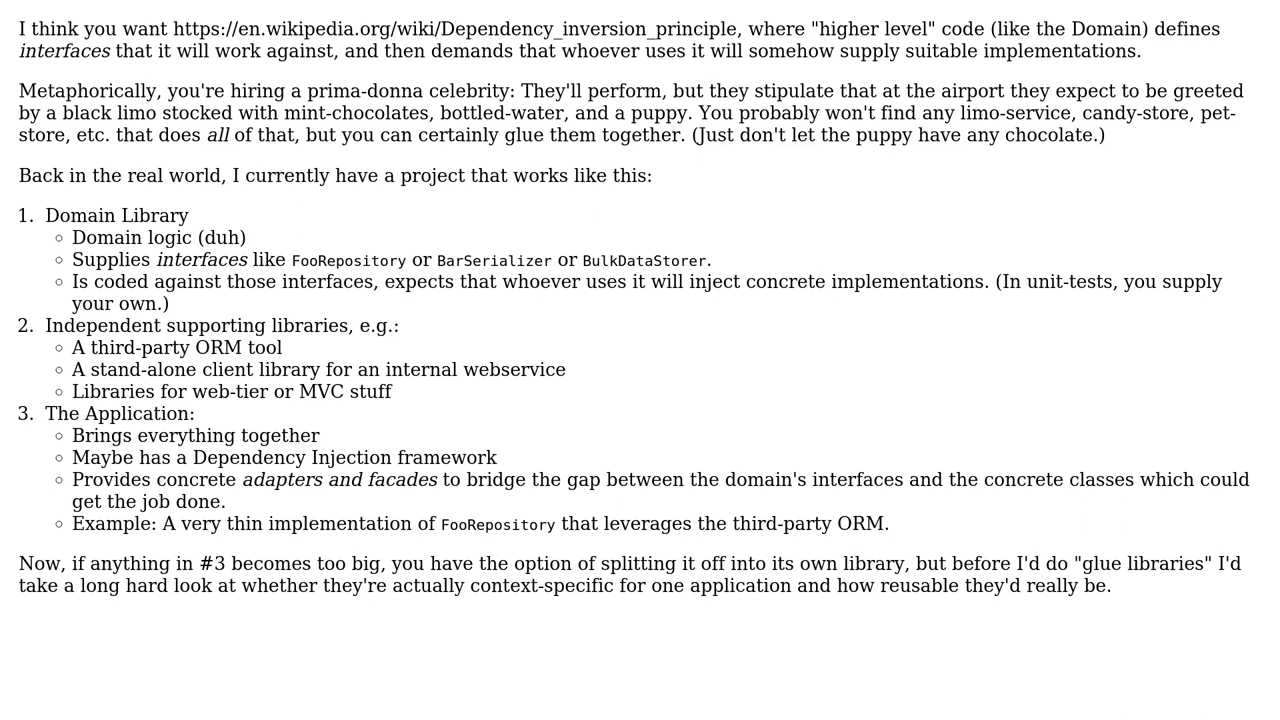 I think you want https://en.wikipedia.org/wiki/Dependency_inversion_principle, where "higher level" code (like the Domain) defines
interfaces that it will work against, and then demands that whoever uses it will somehow supply suitable implementations.
Metaphorically, you're hiring a prima-donna celebrity: They'll perform, but they stipulate that at the airport they expect to be greeted
by a black limo stocked with mint-chocolates, bottled-water, and a puppy. You probably won't find any limo-service, candy-store, pet-
store, etc. that does all of that, but you can certainly glue them together. (Just don't let the puppy have any chocolate.)
Back in the real world, I currently have a project that works like this:
1. Domain Library
◦ Domain logic (duh)
◦ Supplies interfaces like FooRepository or BarSerializer or BulkDataStorer.
◦ Is coded against those interfaces, expects that whoever uses it will inject concrete implementations. (In unit-tests, you supply
your own.)
2. Independent supporting libraries, e.g.:
◦ A third-party ORM tool
◦ A stand-alone client library for an internal webservice
◦ Libraries for web-tier or MVC stuff
3. The Application:
◦ Brings everything together
◦ Maybe has a Dependency Injection framework
◦ Provides concrete adapters and facades to bridge the gap between the domain's interfaces and the concrete classes which could
get the job done.
◦ Example: A very thin implementation of FooRepository that leverages the third-party ORM.
Now, if anything in #3 becomes too big, you have the option of splitting it off into its own library, but before I'd do "glue libraries" I'd
take a long hard look at whether they're actually context-specific for one application and how reusable they'd really be.